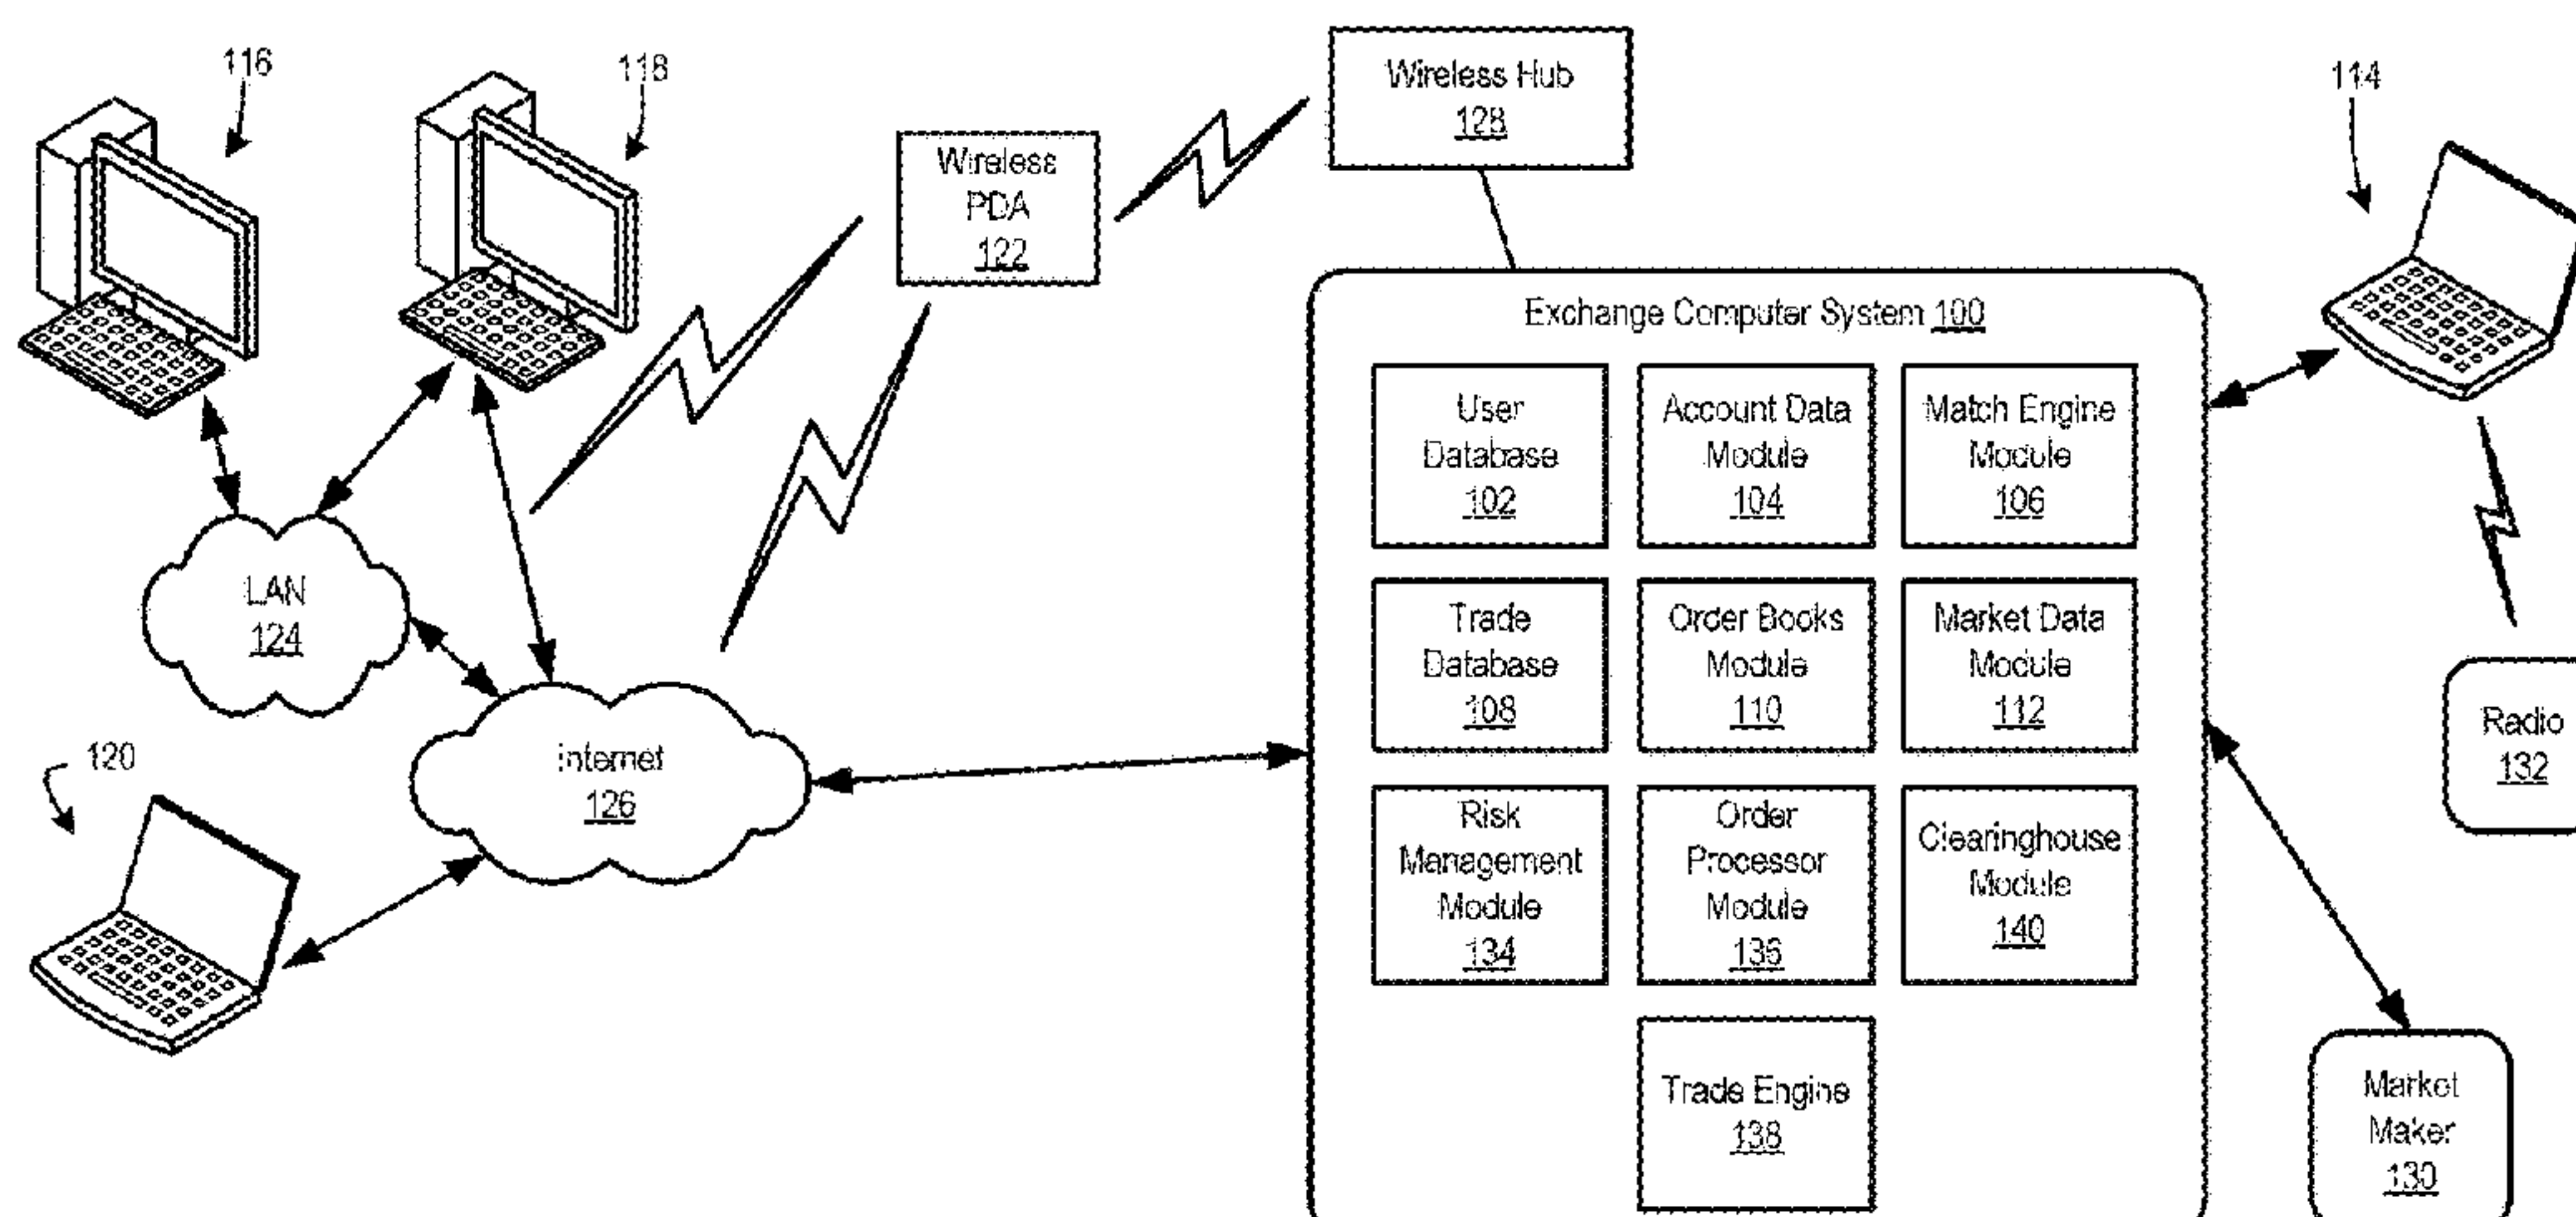 116
118
Wireless Hub
128
114
Wireless
PDA
122
Exchange Computer System 100
User
Database
102
Account Data
Module
104
Match Engine
Module
106
LAN
124
Trade
Database
108
Order Books
Module
110
Market Data
Module
112
Radio
132
120
Internet
126
Risk
Management
Module
134
Order
Processor
Module
136
Clearinghouse
Module
140
Trade Engine
138
Market
Maker
130